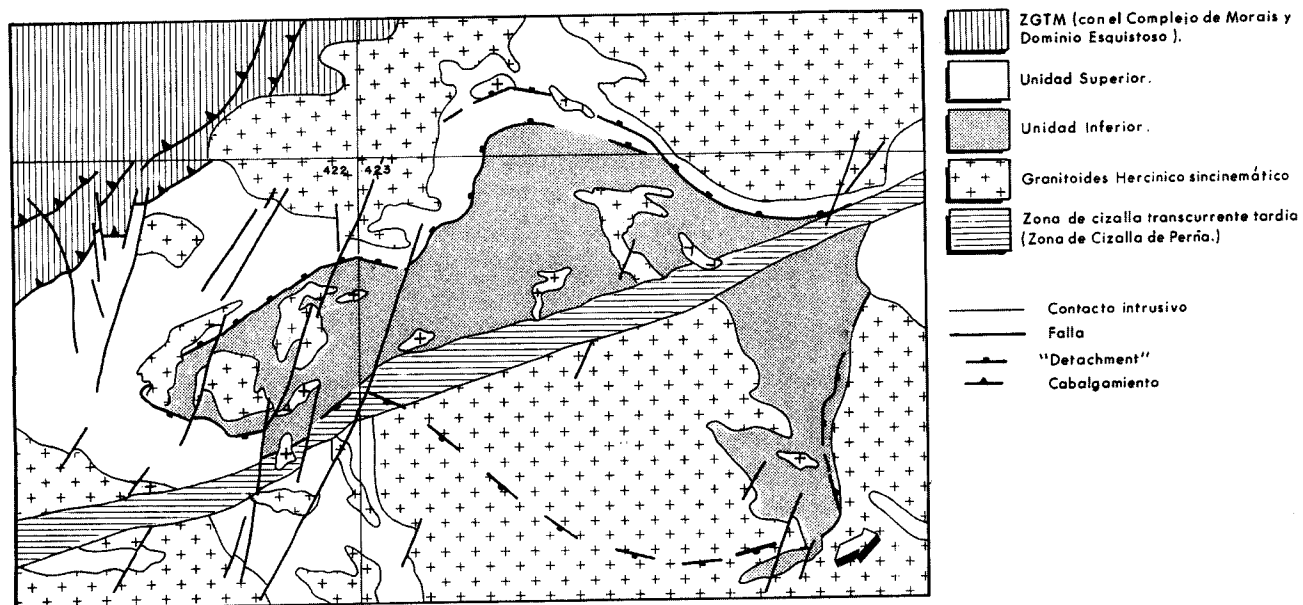 ZGTM (con el Complejo de Morais y
Dominio Esquistoso ).
Unidad Superior.
Unidad Inferior.
Granitoides Hercinico sincinemático
Zona de cizalla transcurrente tardía
(Zona de Cizalla de Perña.)
Contacto intrusivo
Falla
"Detachment"
Cabalgamiento
422 423